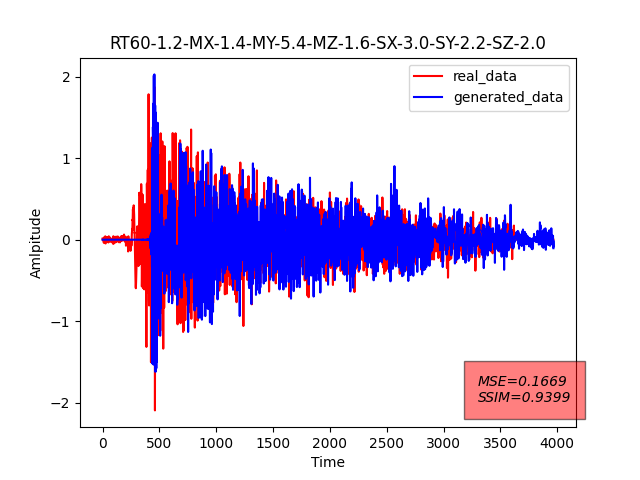 RT60-1.2-MX-1.4-MY-5.4-MZ-1.6-SX-3.0-SY-2.2-SZ-2.0
real_data
generated_data
2
1
0
−1
−2
Amlpitude
MSE=0.1669
SSIM=0.9399
0 500 1000 1500 2000 2500 3000 3500 4000
Time